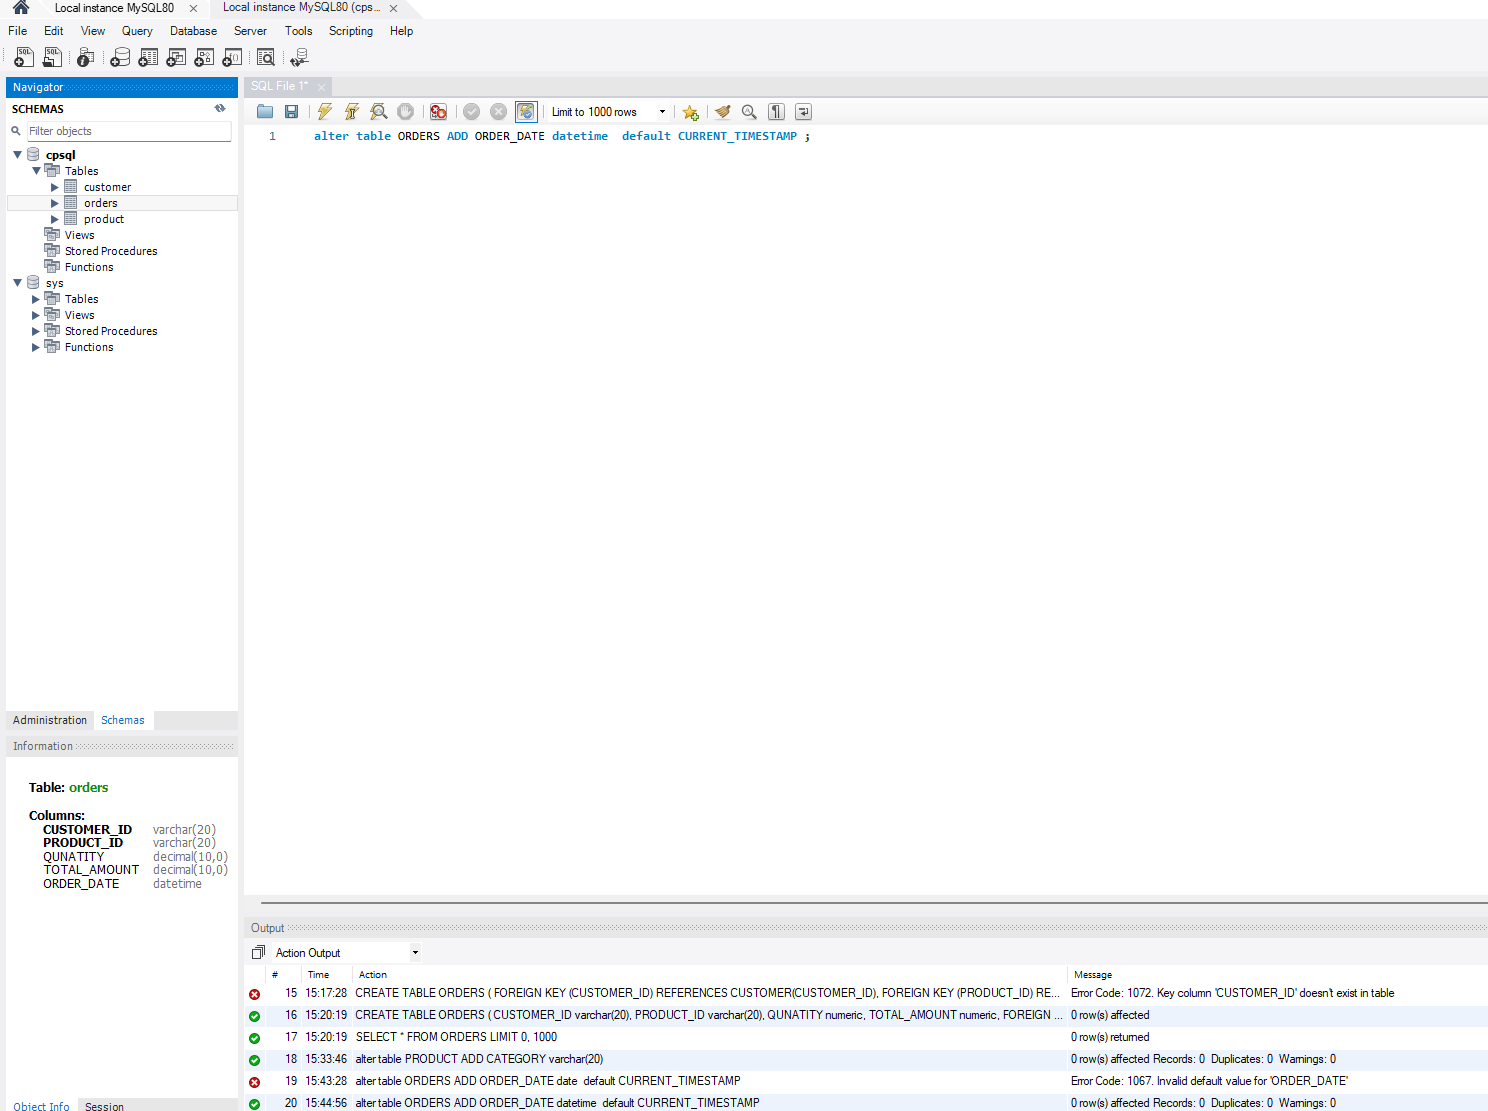 Local instance MySQL80
Local instance MySQL80 (cps...
File Edit View Query Database Server Tools Scripting Help
Navigator
SQL File 1*
SCHEMAS
Filter objects
Limit to 1000 rows
1 alter table ORDERS ADD ORDER_DATE datetime default CURRENT_TIMESTAMP ;
cpsql
Tables
customer
orders
product
Views
Stored Procedures
Functions
sys
Tables
Views
Stored Procedures
Functions
Administration Schemas
Information
Table: orders
Columns:
CUSTOMER_ID varchar(20)
PRODUCT_ID varchar(20)
QUNATITY decimal(10,0)
TOTAL_AMOUNT decimal(10,0)
ORDER_DATE datetime
Object Info Session
Output
Action Output
# Time Action Message
15 15:17:28 CREATE TABLE ORDERS ( FOREIGN KEY (CUSTOMER_ID) REFERENCES CUSTOMER(CUSTOMER_ID), FOREIGN KEY (PRODUCT_ID) RE... Error Code: 1072. Key column 'CUSTOMER_ID' doesn't exist in table
16 15:20:19 CREATE TABLE ORDERS ( CUSTOMER_ID varchar(20), PRODUCT_ID varchar(20), QUNATITY numeric, TOTAL_AMOUNT numeric, FOREIGN ... 0 row(s) affected
17 15:20:19 SELECT * FROM ORDERS LIMIT 0, 1000 0 row(s) returned
18 15:33:46 alter table PRODUCT ADD CATEGORY varchar(20) 0 row(s) affected Records: 0 Duplicates: 0 Warnings: 0
19 15:43:28 alter table ORDERS ADD ORDER_DATE date default CURRENT_TIMESTAMP Error Code: 1067. Invalid default value for 'ORDER_DATE'
20 15:44:56 alter table ORDERS ADD ORDER_DATE datetime default CURRENT_TIMESTAMP 0 row(s) affected Records: 0 Duplicates: 0 Warnings: 0